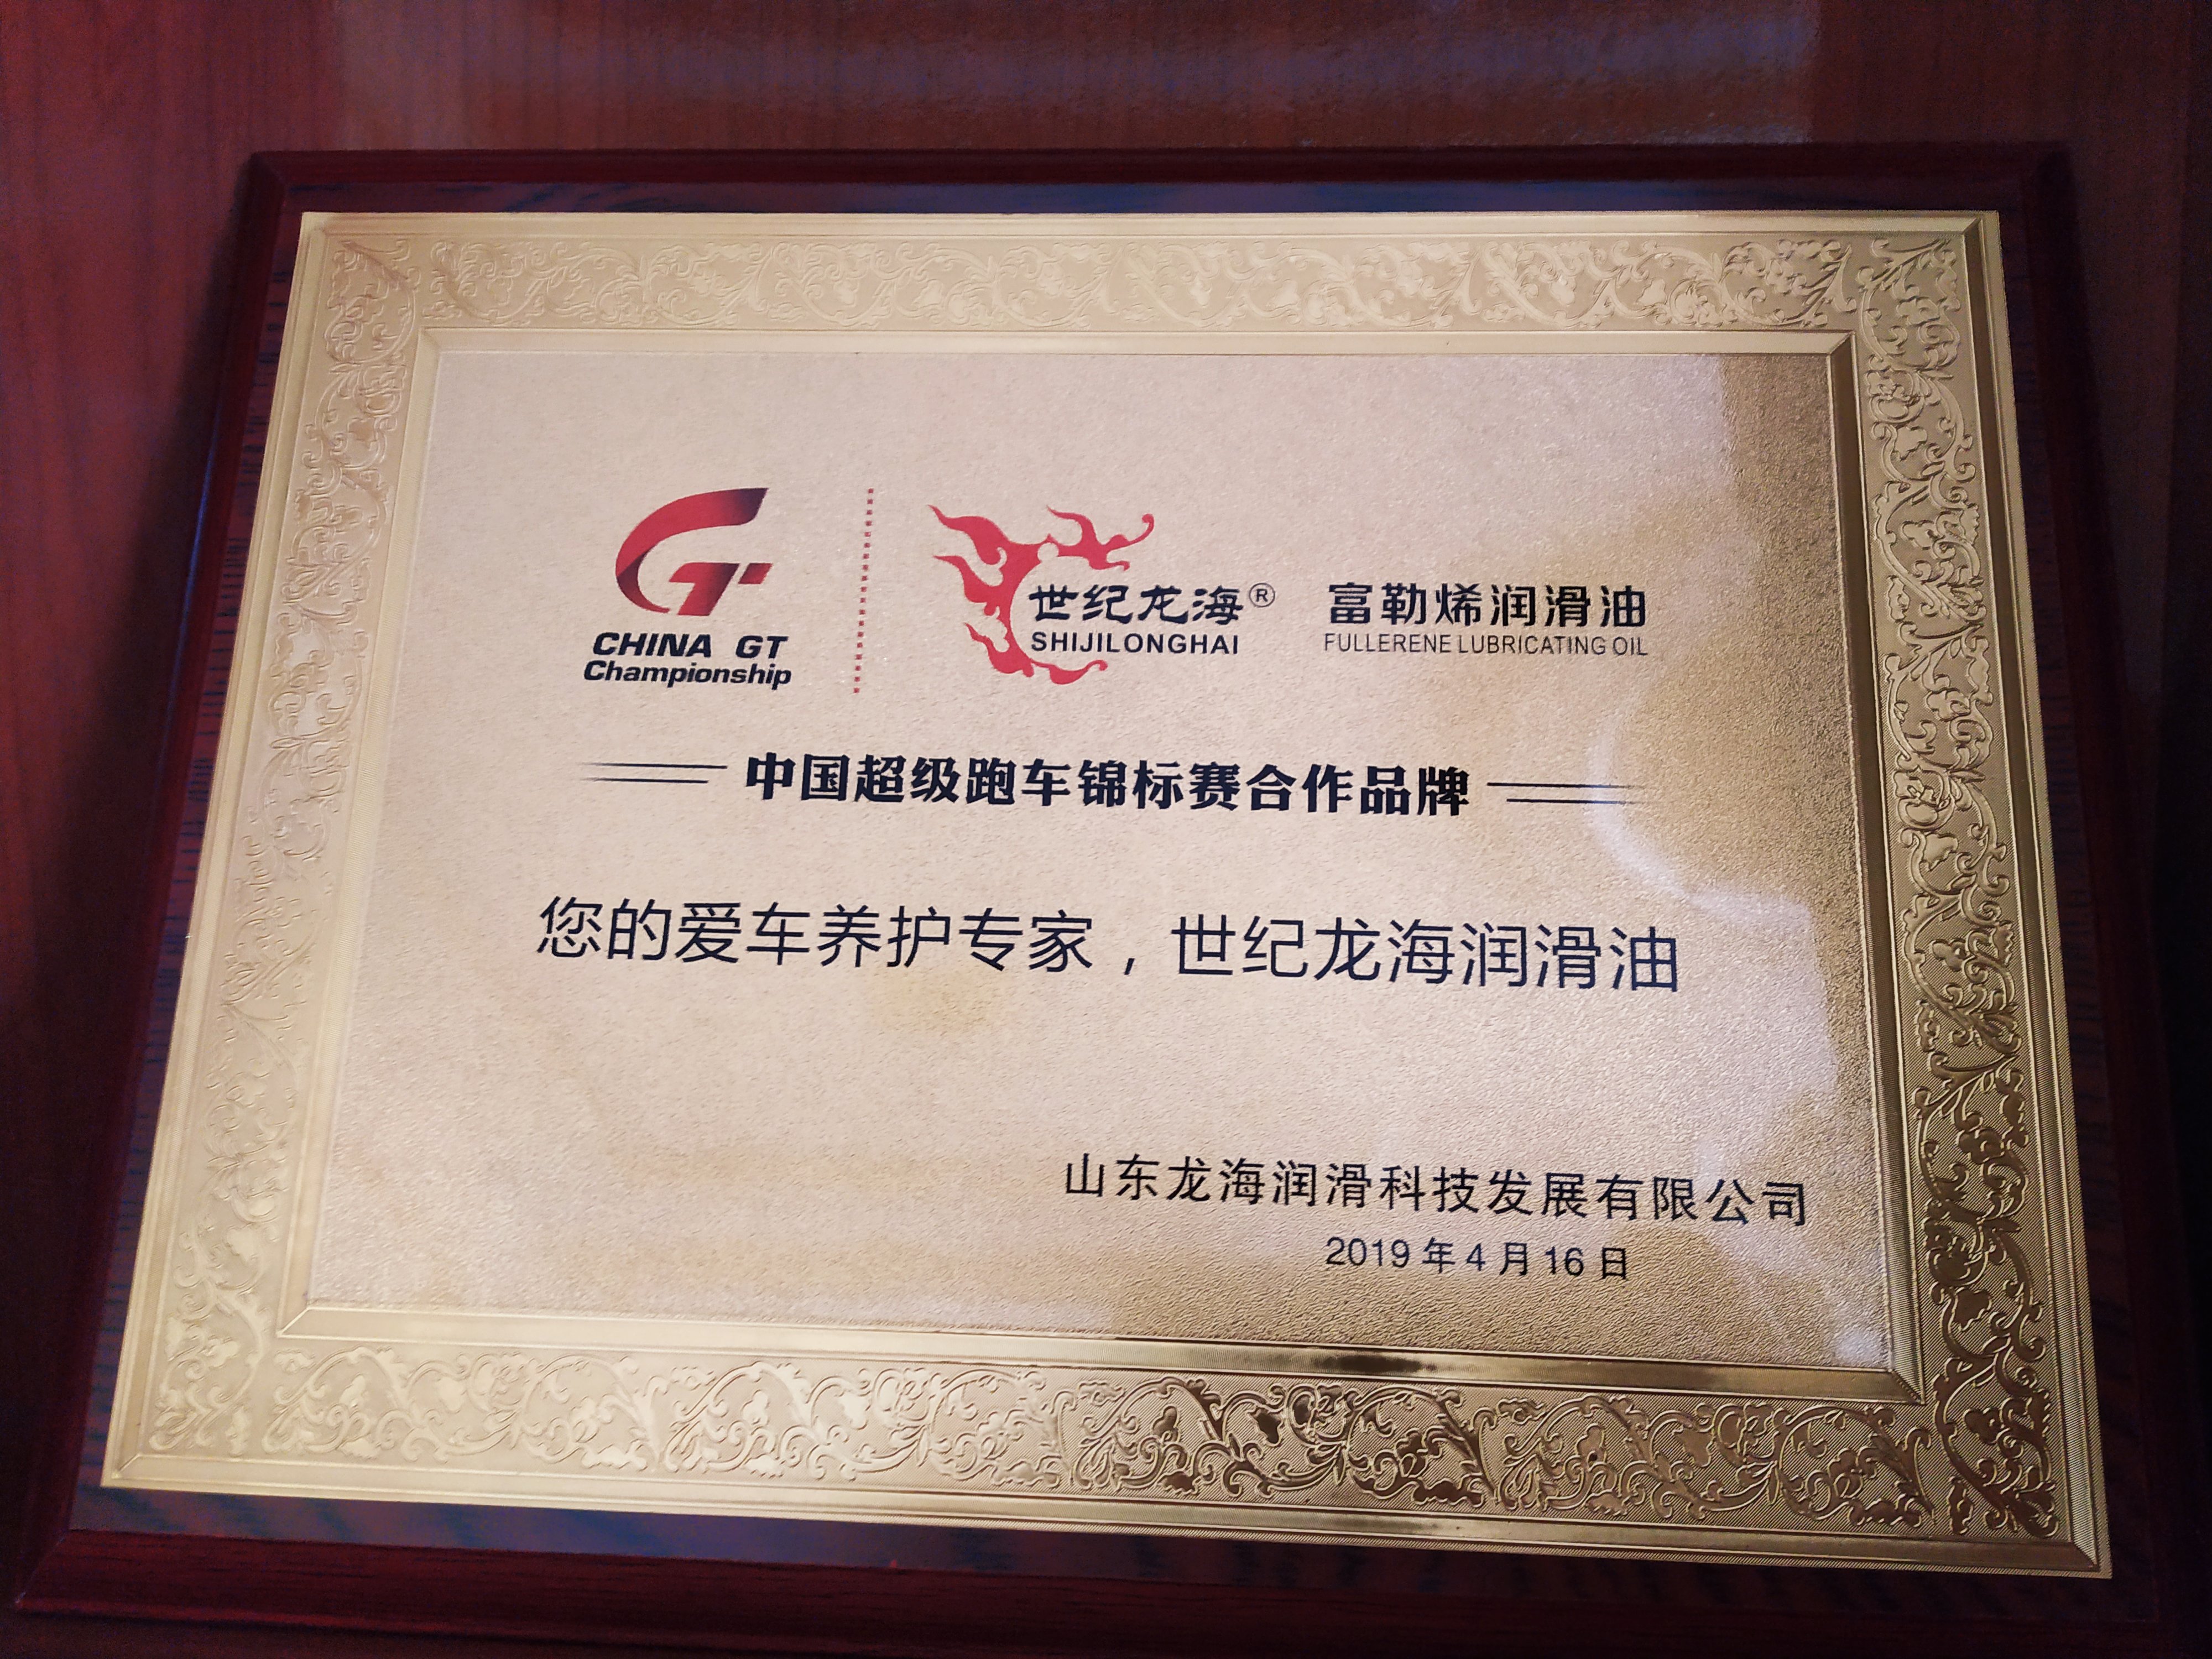 CHINA GT
Championship
世纪龙海®
SHIJILONGHAI
富勒烯润滑油
FULLERENE LUBRICATING OIL
中国超级跑车锦标赛合作品牌
您的爱车养护专家，世纪龙海润滑油
山东龙海润滑科技发展有限公司
2019年4月16日